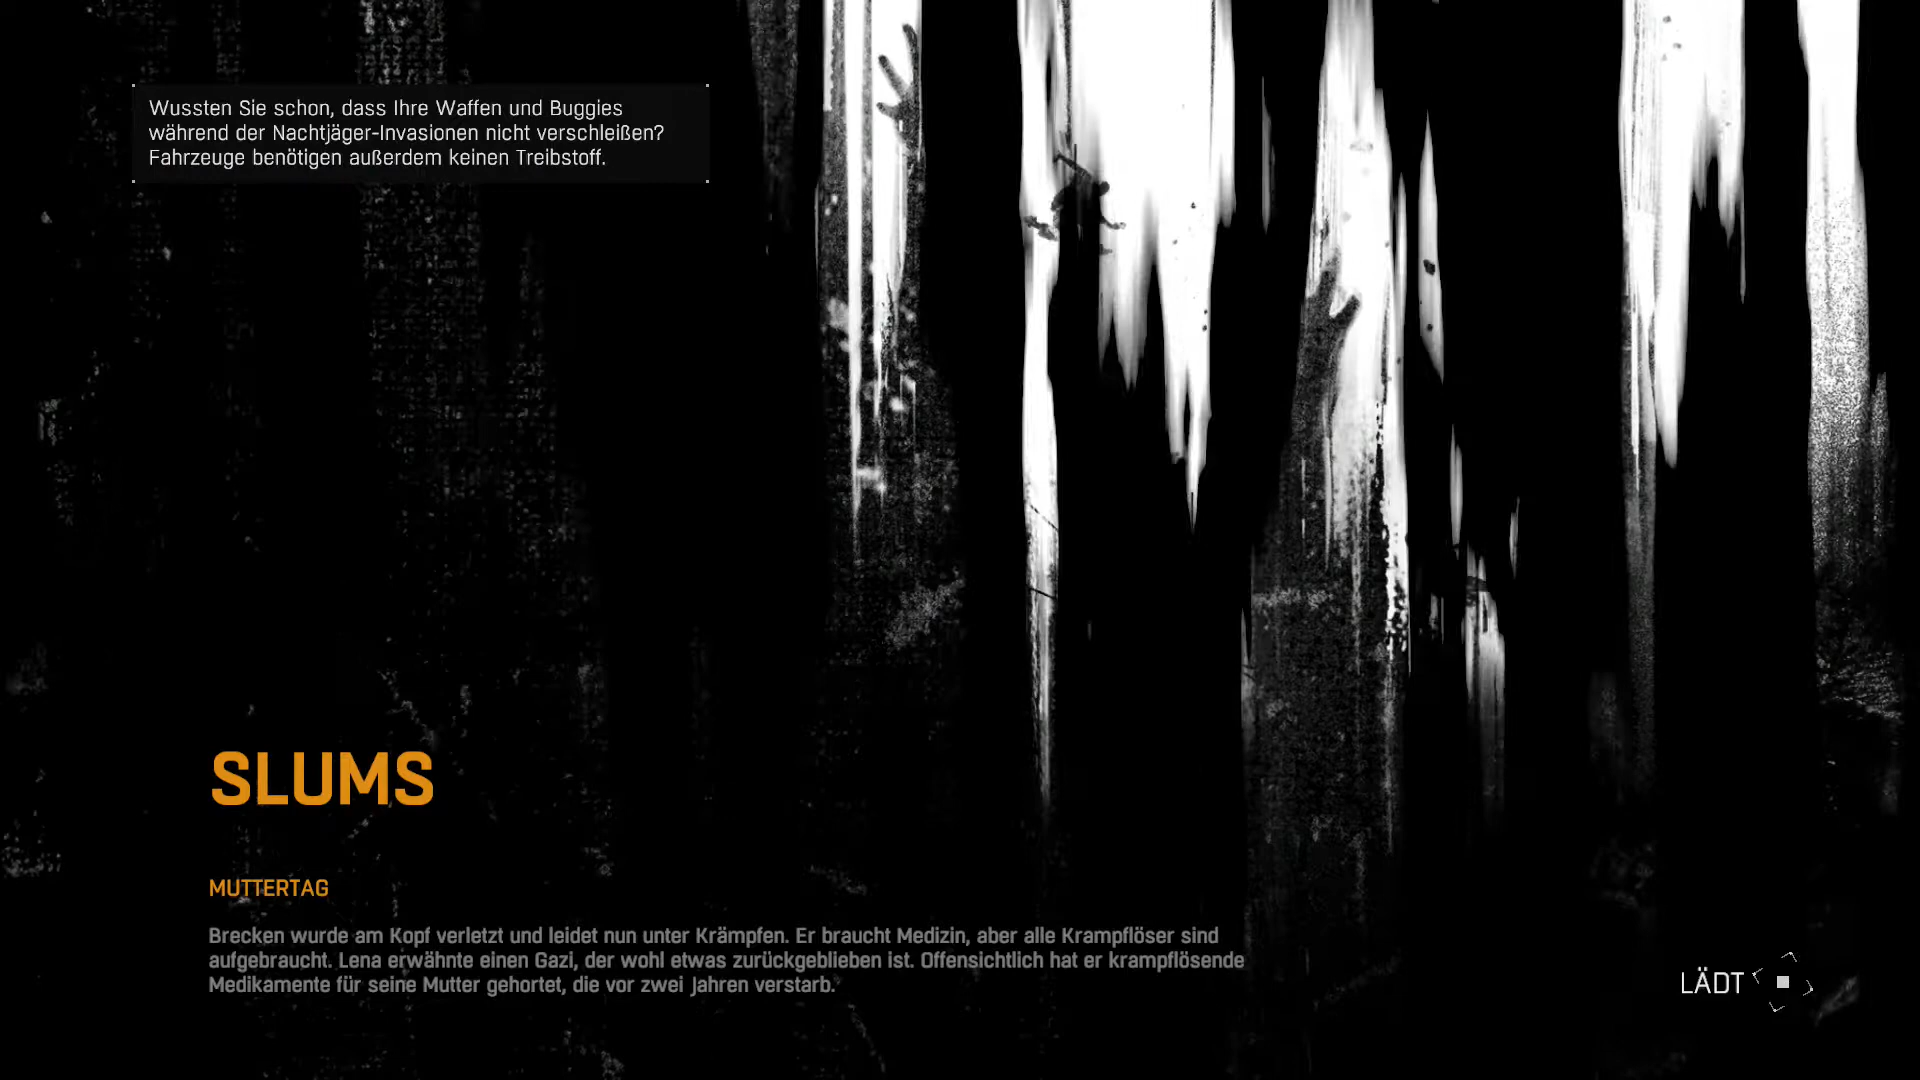 Wussten Sie schon, dass Ihre Waffen und Buggies
während der Nachtjäger-Invasionen nicht verschleißen?
Fahrzeuge benötigen außerdem keinen Treibstoff.
SLUMS
MUTTERTAG
Brecken wurde am Kopf verletzt und leidet nun unter Krämpfen. Er braucht Medizin, aber alle Krampflöser sind
aufgebraucht. Lena erwähnte einen Gazi, der wohl etwas zurückgeblieben ist. Offensichtlich hat er krampflösende
Medikamente für seine Mutter gehortet, die vor zwei Jahren verstarb.
LÄDT